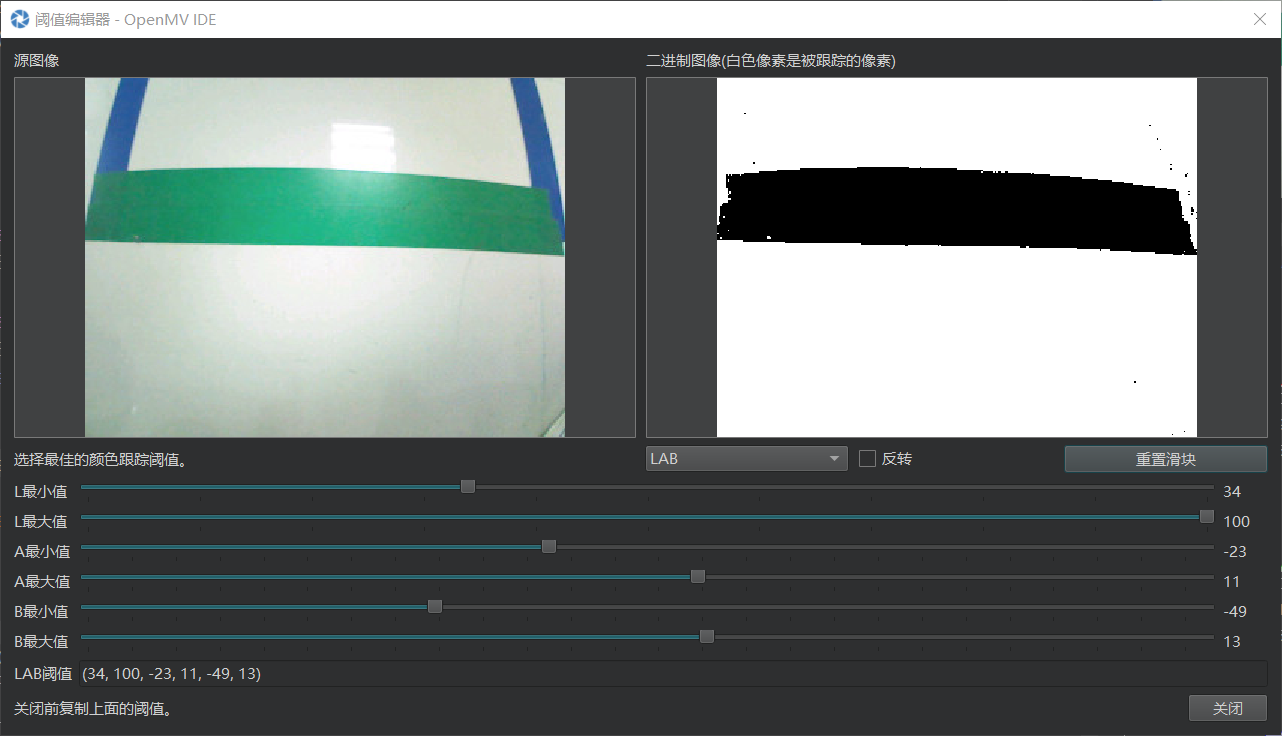 阈值编辑器 - OpenMV IDE
源图像
二进制图像(白色像素是被跟踪的像素)
选择最佳的颜色跟踪阈值。
LAB
反转
重置滑块
L最小值 34
L最大值 100
A最小值 -23
A最大值 11
B最小值 -49
B最大值 13
LAB阈值 (34, 100, -23, 11, -49, 13)
关闭前复制上面的阈值。
关闭